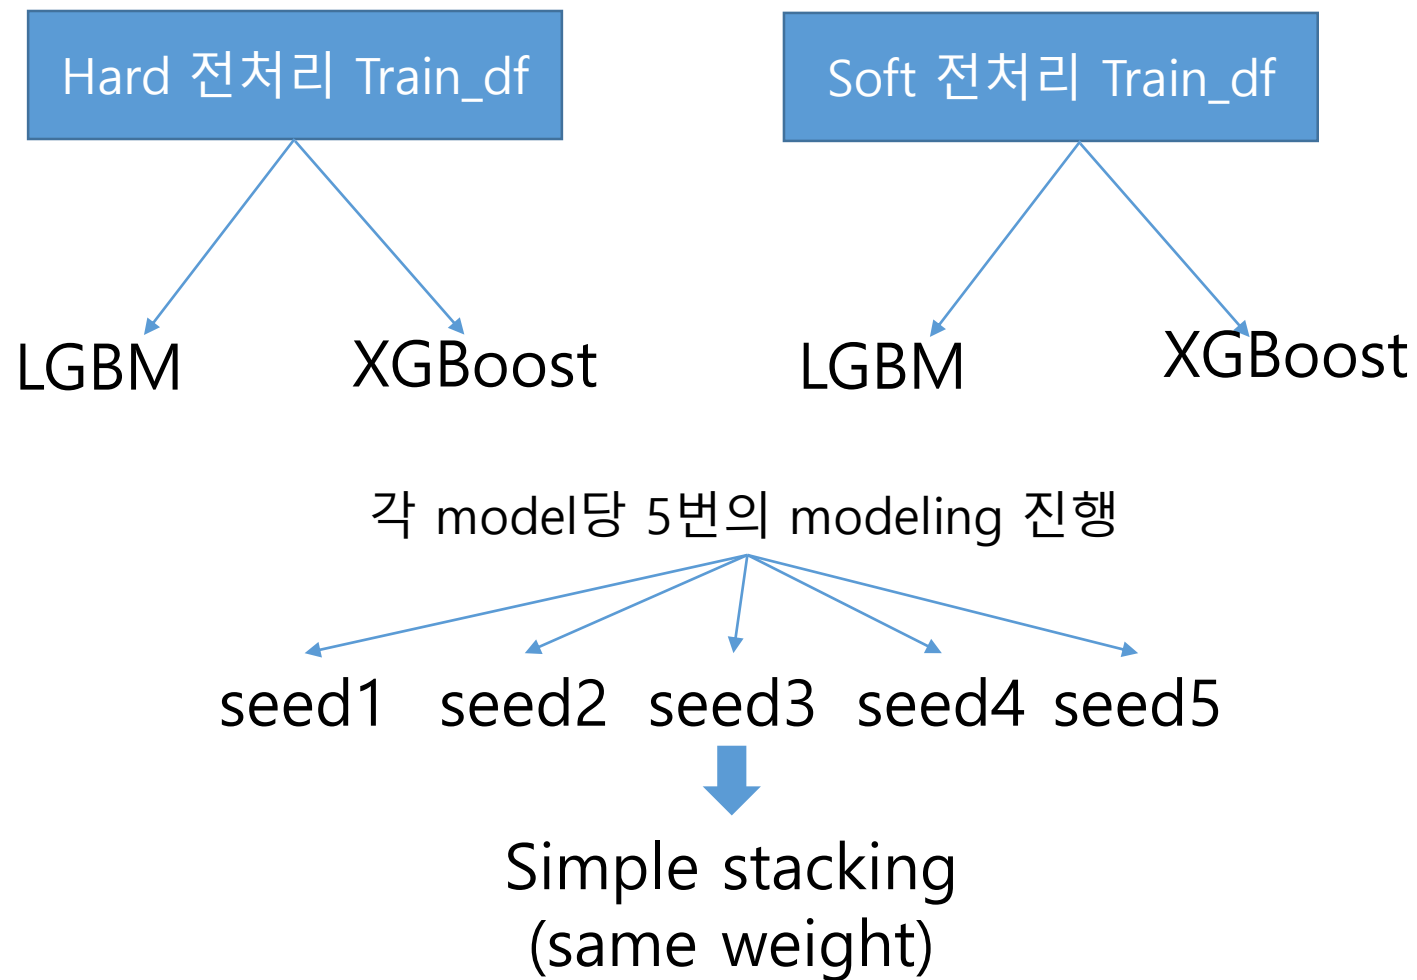 Hard 전처리 Train_df
Soft 전처리 Train_df
LGBM
XGBoost
LGBM
XGBoost
각 model당 5번의 modeling 진행
seed1
seed2
seed3
seed4
seed5
Simple stacking
(same weight)